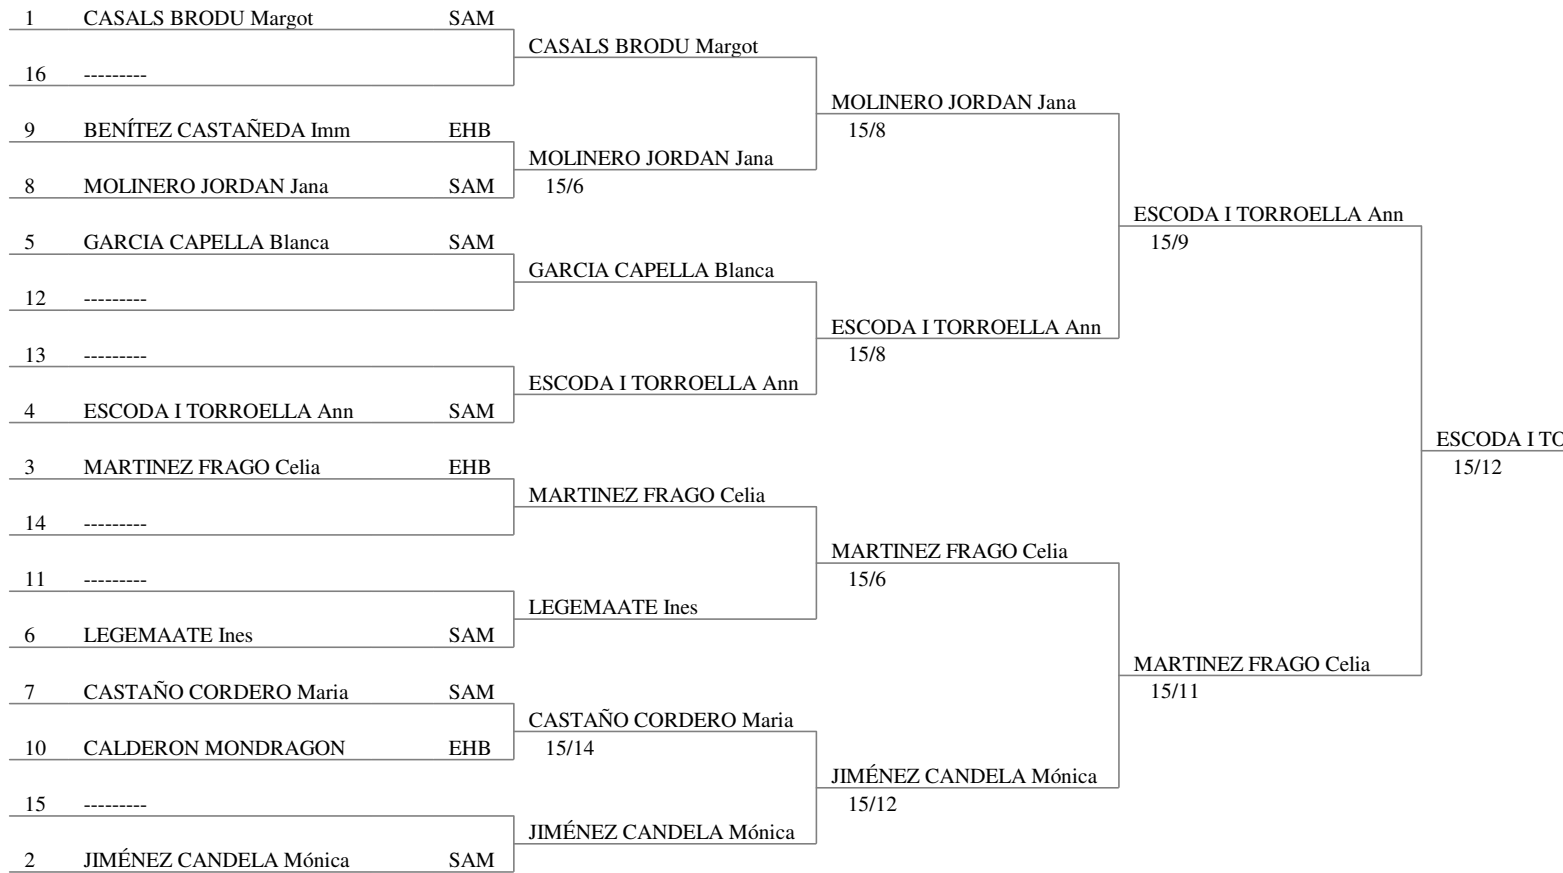 1 CASALS BRODU Margot SAM
16 ---------
9 BENÍTEZ CASTAÑEDA Imm EHB
8 MOLINERO JORDAN Jana SAM
5 GARCIA CAPELLA Blanca SAM
12 ---------
13 ---------
4 ESCODA I TORROELLA Ann SAM
3 MARTINEZ FRAGO Celia EHB
14 ---------
11 ---------
6 LEGEMAATE Ines SAM
7 CASTAÑO CORDERO Maria SAM
10 CALDERON MONDRAGON EHB
15 ---------
2 JIMÉNEZ CANDELA Mónica SAM
CASALS BRODU Margot
MOLINERO JORDAN Jana
15/6
GARCIA CAPELLA Blanca
ESCODA I TORROELLA Ann
MARTINEZ FRAGO Celia
LEGEMAATE Ines
CASTAÑO CORDERO Maria
15/14
JIMÉNEZ CANDELA Mónica
MOLINERO JORDAN Jana
15/8
ESCODA I TORROELLA Ann
15/8
MARTINEZ FRAGO Celia
15/6
JIMÉNEZ CANDELA Mónica
15/12
ESCODA I TORROELLA Ann
15/9
MARTINEZ FRAGO Celia
15/11
ESCODA I TO
15/12